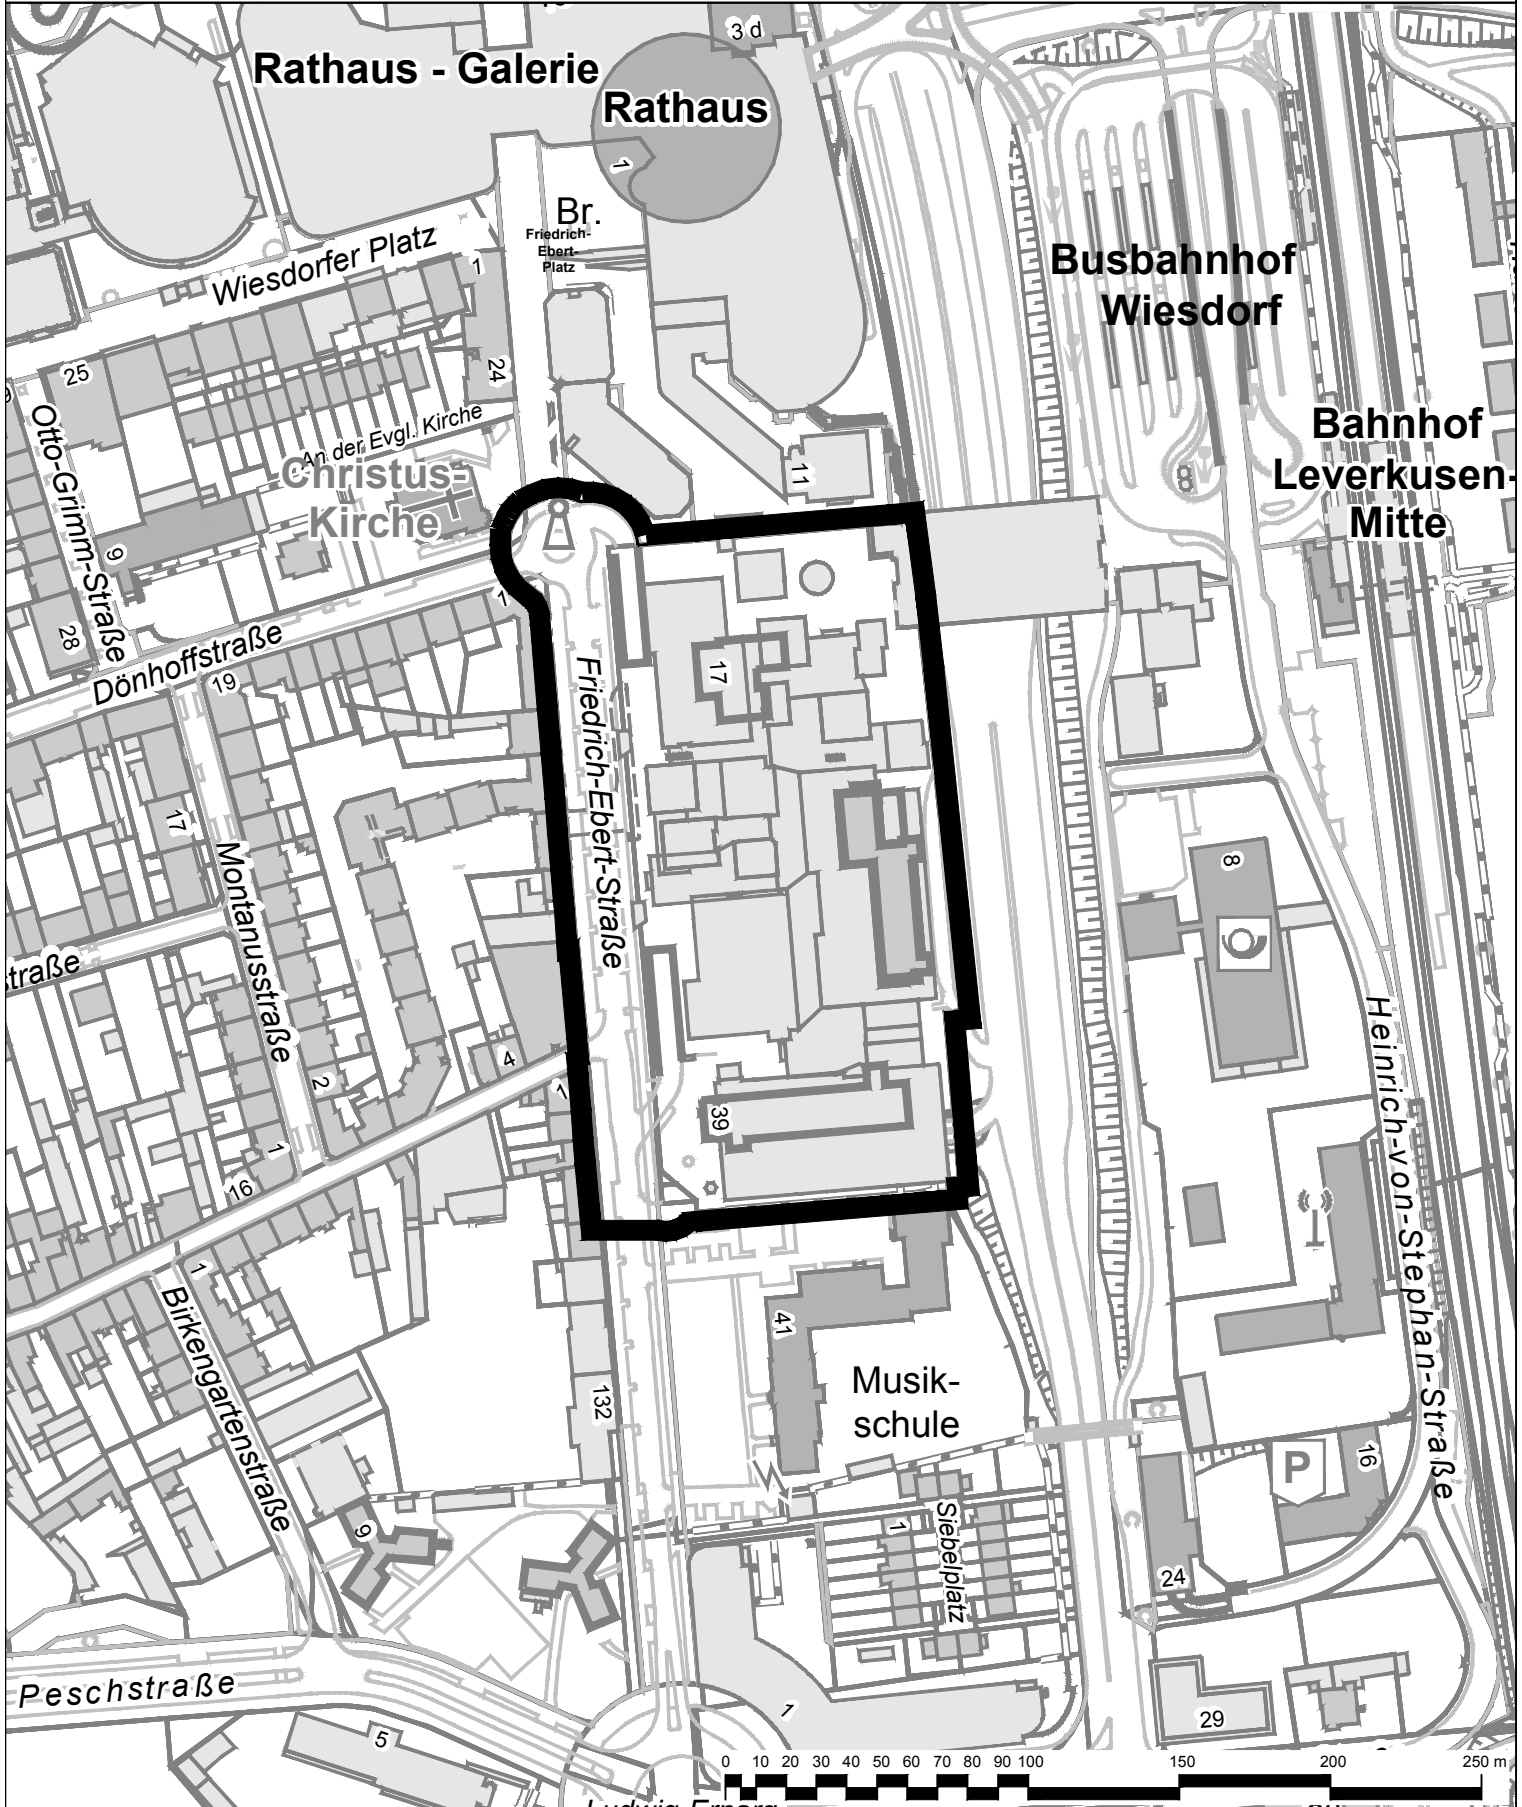 3 d
Rathaus - Galerie
Rathaus
1
Br.
Friedrich-
Ebert-
Platz
Wiesdorfer Platz
1
Busbahnhof
Wiesdorf
25
24
An der Evgl. Kirche
Otto-Grimm-Straße
Christus-
Kirche
11
8
Bahnhof
Leverkusen-
Mitte
9
28
1
Dönhoffstraße
19
17
Friedrich-Ebert-Straße
17
Montanusstraße
8
straße
Heinrich-von-Stephan-Straße
4
2
1
39
1
16
1
Birkengartenstraße
41
132
Musik-
schule
P
16
9
1
Siebelplatz
24
Peschstraße
1
5
29
0 10 20 30 40 50 60 70 80 90 100 150 200 250 m